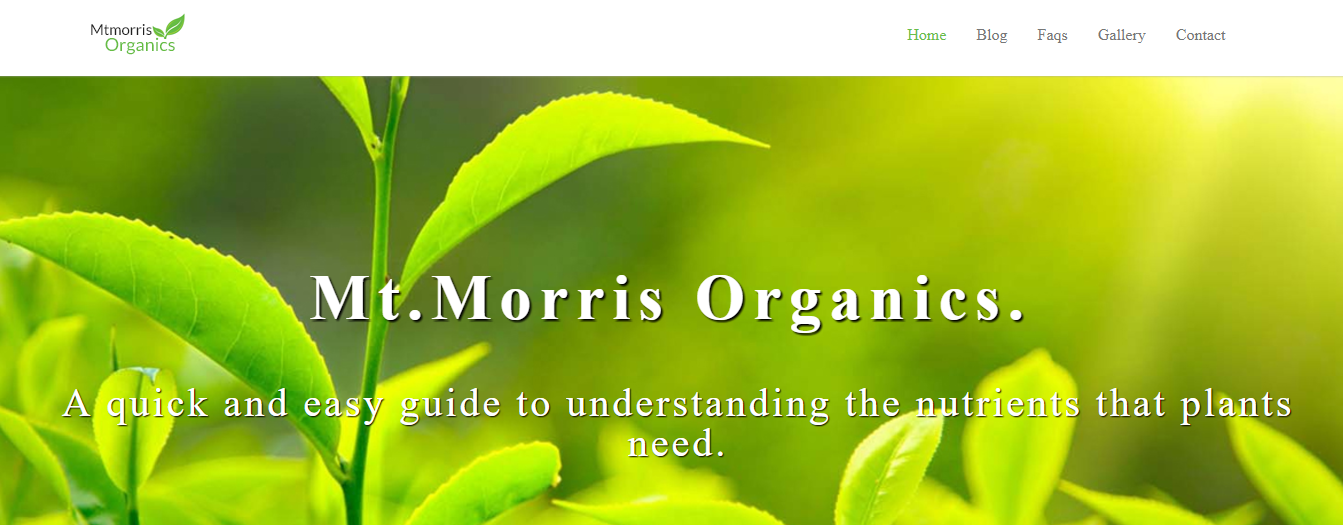 Mtmorris
Organics
Home Blog Faqs Gallery Contact
Mt.Morris Organics.
A quick and easy guide to understanding the nutrients that plants
need.